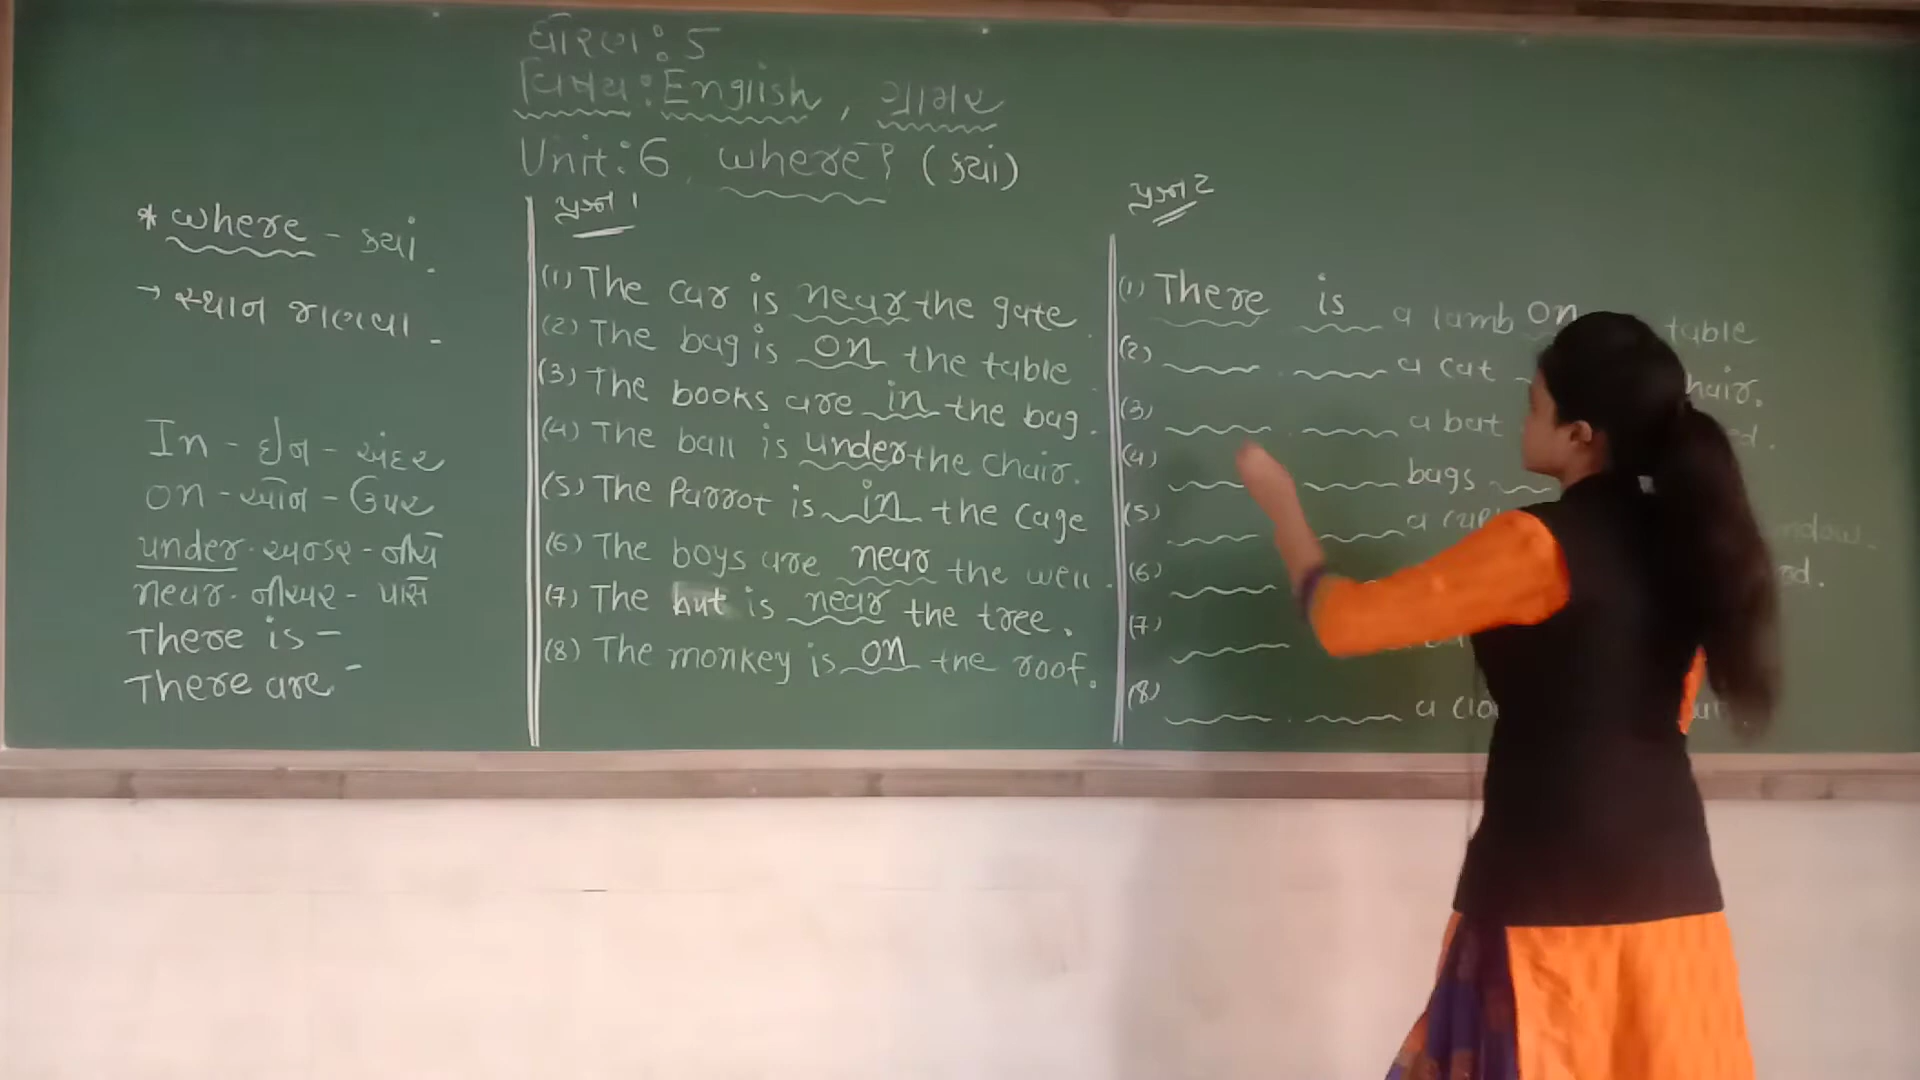 ધોરણ : 5
વિષય : English , ગ્રામર
Unit : 6 , where ? ( ક્યાં )
* where - ક્યાં .
→ સ્થાન જાણવા .
In - ઈન - અંદર
on - ઓન - ઉપર
under - અન્ડર - નીચે
near - નીયર - પાસે
There is -
There are -
પ્રશ્ન 1
(1) The car is near the gate .
(2) The bag is on the table .
(3) The books are in the bag .
(4) The ball is under the chair .
(5) The Parrot is in the cage
(6) The boys are near the well .
(7) The hut is near the tree .
(8) The monkey is on the roof .
પ્રશ્ન 2
(1) There is a lamb on table
(2) a cat
(3) a bat
(4) bags
(5) a
(6)
(7)
(8) a